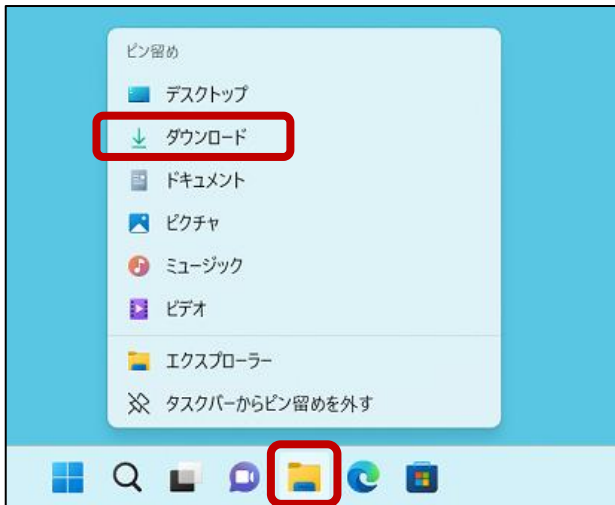 ピン留め
デスクトップ
ダウンロード
ドキュメント
ピクチャ
ミュージック
ビデオ
エクスプローラー
タスクバーからピン留めを外す